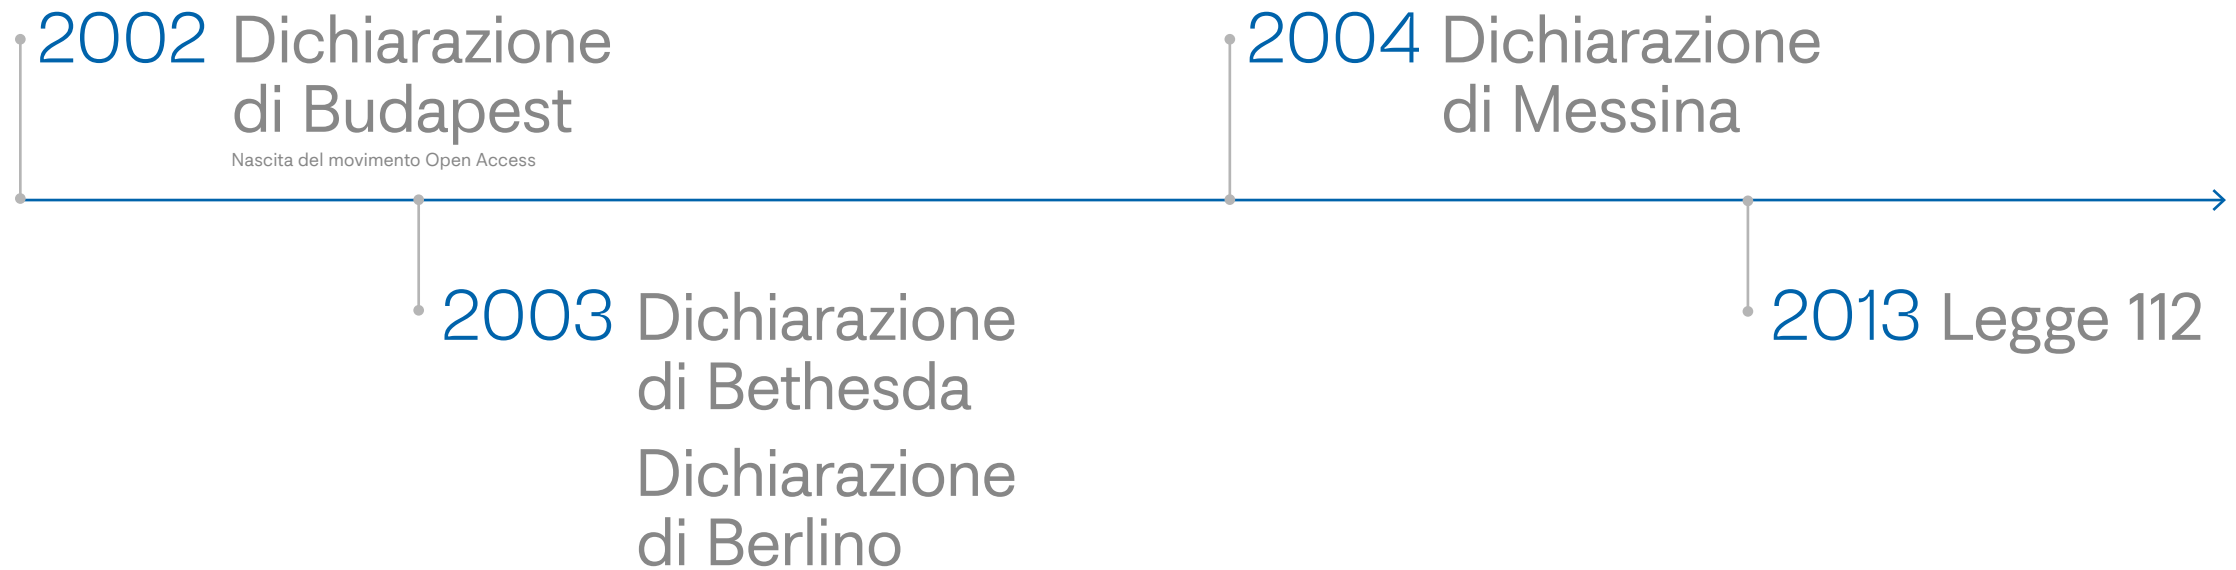 2002 Dichiarazione
di Budapest
Nascita del movimento Open Access
2003 Dichiarazione
di Bethesda
Dichiarazione
di Berlino
2004 Dichiarazione
di Messina
2013 Legge 112